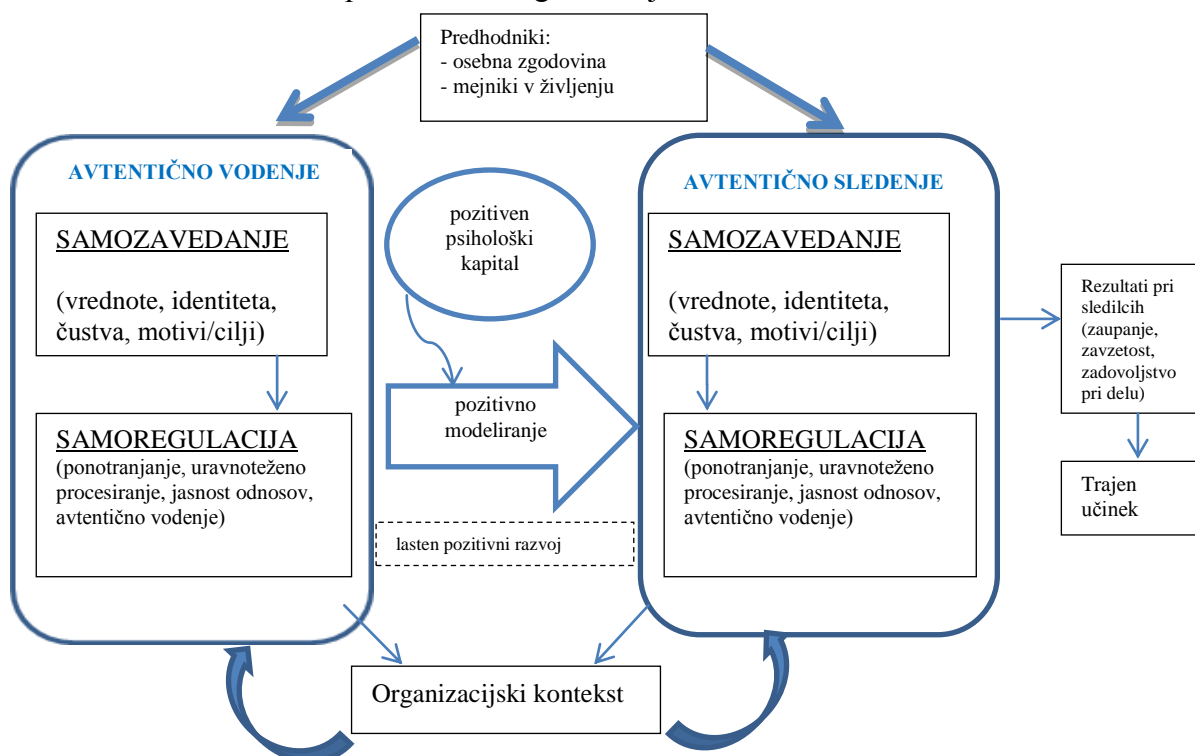 Predhodniki:
- osebna zgodovina
- mejniki v življenju
AVTENTIČNO VODENJE
SAMOZAVEDANJE
(vrednote, identiteta,
čustva, motivi/cilji)
SAMOREGULACIJA
(ponotranjanje, uravnoteženo
procesiranje, jasnost odnosov,
avtentično vodenje)
pozitiven
psihološki
kapital
pozitivno
modeliranje
lasten pozitivni razvoj
AVTENTIČNO SLEDENJE
SAMOZAVEDANJE
(vrednote, identiteta,
čustva, motivi/cilji)
SAMOREGULACIJA
(ponotranjanje, uravnoteženo
procesiranje, jasnost odnosov,
avtentično vodenje)
Rezultati pri
sledilcih
(zaupanje,
zavzetost,
zadovoljstvo
pri delu)
Trajen
učinek
Organizacijski kontekst